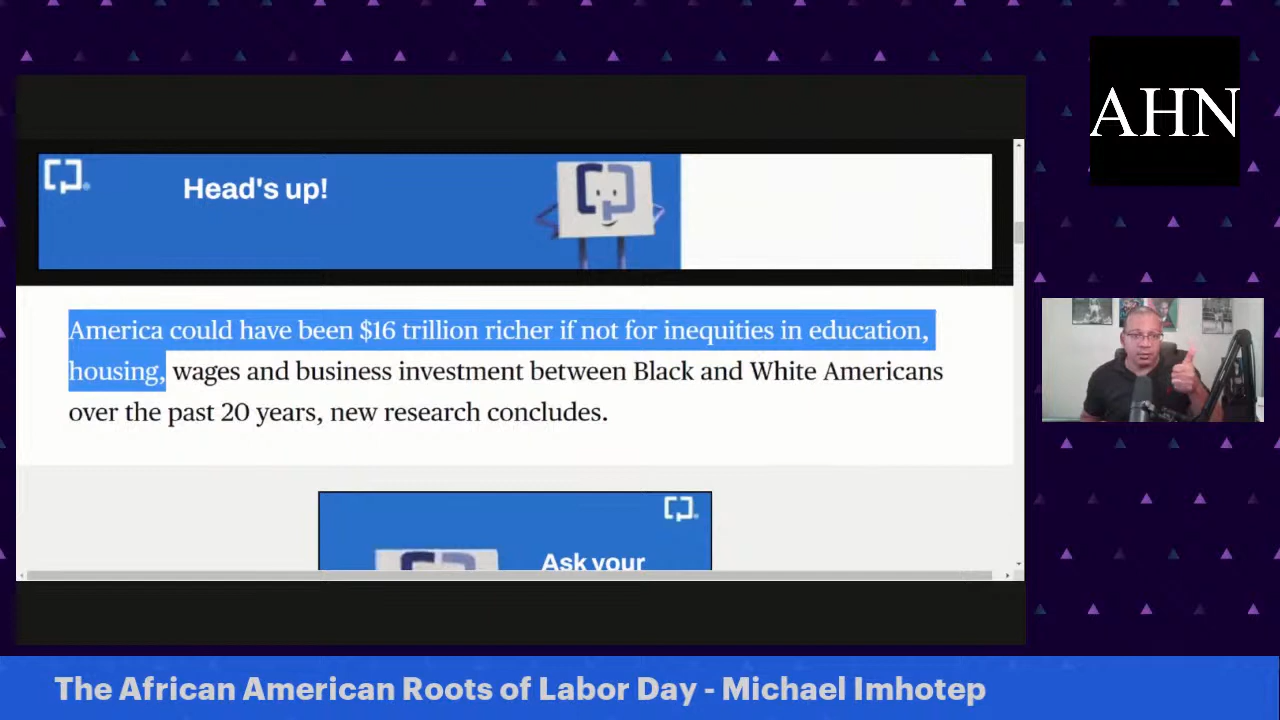 AHN
Head's up!
America could have been $16 trillion richer if not for inequities in education,
housing, wages and business investment between Black and White Americans
over the past 20 years, new research concludes.
Ask your
The African American Roots of Labor Day - Michael Imhotep